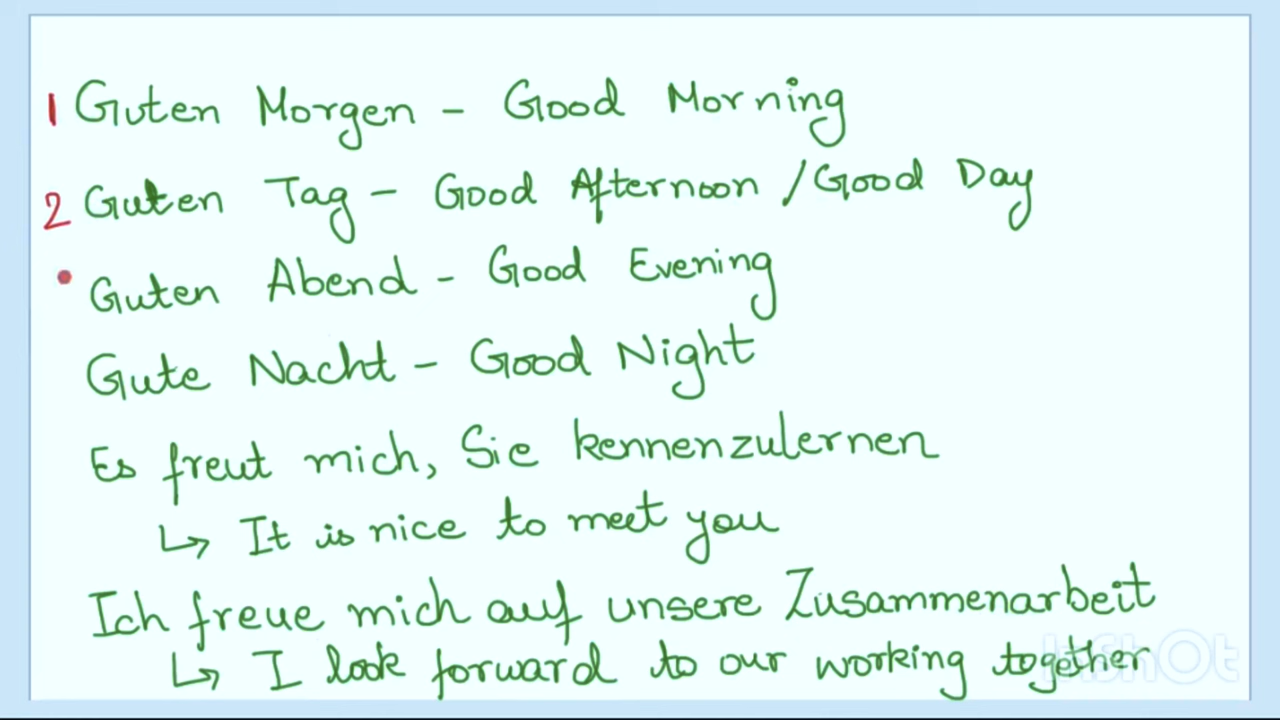 1 Guten Morgen - Good Morning
2 Guten Tag - Good Afternoon / Good Day
Guten Abend - Good Evening
Gute Nacht - Good Night
Es freut mich, Sie kennenzulernen
↳ It is nice to meet you
Ich freue mich auf unsere Zusammenarbeit
↳ I look forward to our working together
InShOt